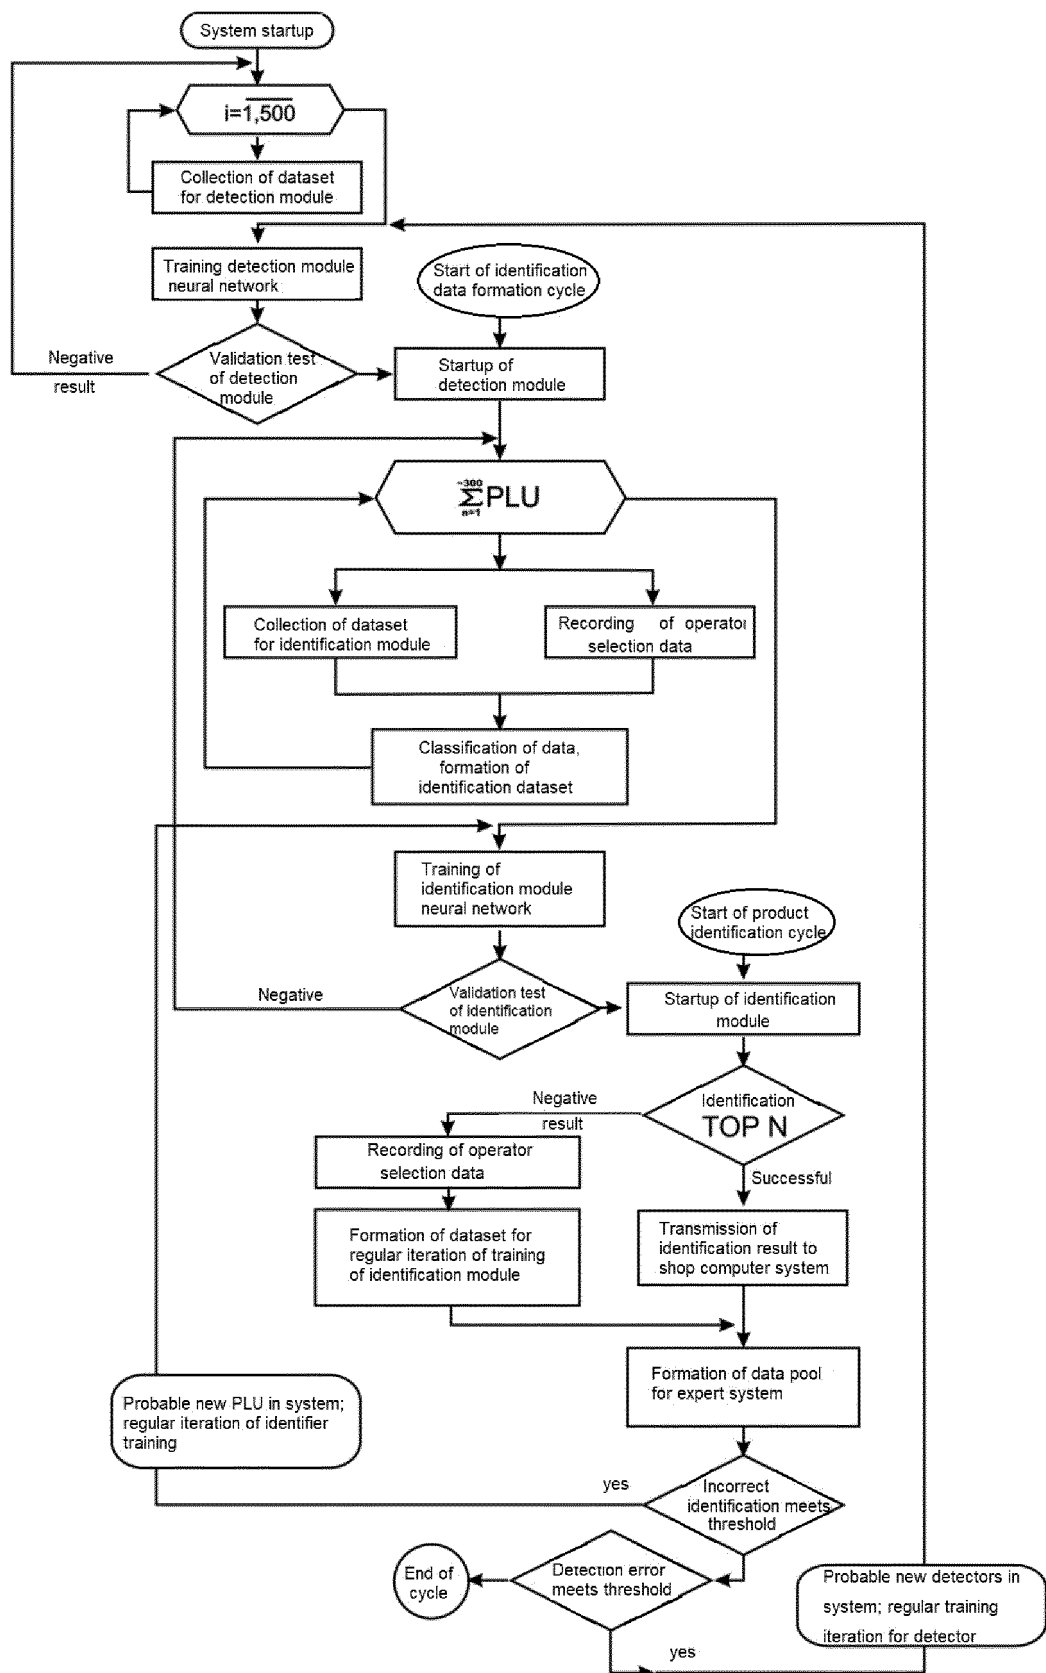 System startup
i=1,500
Collection of dataset
for detection module
Training detection module
neural network
Start of identification
data formation cycle
Negative
result
Validation test
of detection
module
Startup of
detection module
~300
∑PLU
n=1
Collection of dataset
for identification module
Recording of operator
selection data
Classification of data,
formation of
identification dataset
Training of
identification module
neural network
Start of product
identification cycle
Negative
Validation test
of identification
module
Startup of identification
module
Negative
result
Identification
TOP N
Recording of operator
selection data
Successful
Formation of dataset for
regular iteration of training
of identification module
Transmission of
identification result to
shop computer system
Formation of data pool
for expert system
Probable new PLU in system;
regular iteration of identifier
training
yes
Incorrect
identification meets
threshold
End of
cycle
Detection error
meets threshold
Probable new detectors in
system; regular training
iteration for detector
yes